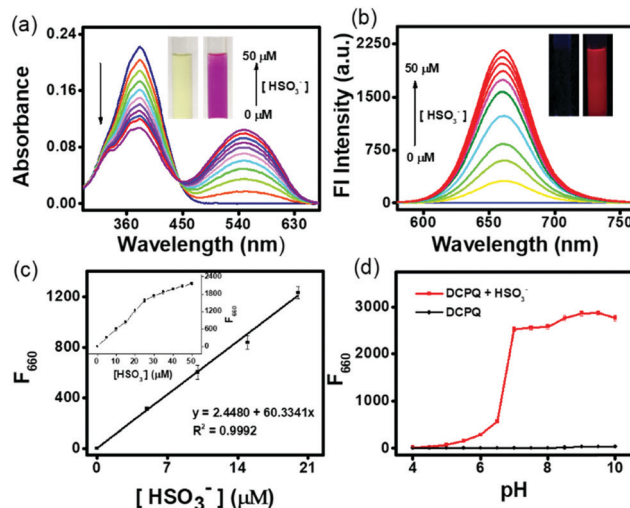 (a)
0.24
0.16
0.08
0.00
Absorbance
50 μM
[ HSO₃⁻]
0 μM
360 450 540 630
Wavelength (nm)
(b)
2250
1500
750
0
FI Intensity (a.u.)
50 μM
[ HSO₃⁻]
0 μM
600 650 700 750
Wavelength (nm)
(c)
1200
800
400
0
F₆₆₀
2400
1800
1200
600
0
F₆₆₀
0 10 20 30 40 50
[HSO₃⁻] (μM)
y = 2.4480 + 60.3341x
R² = 0.9992
0 7 14 21
[ HSO₃⁻] (μM)
(d)
DCPQ + HSO₃⁻
DCPQ
3000
2000
1000
0
F₆₆₀
4 6 8 10
pH